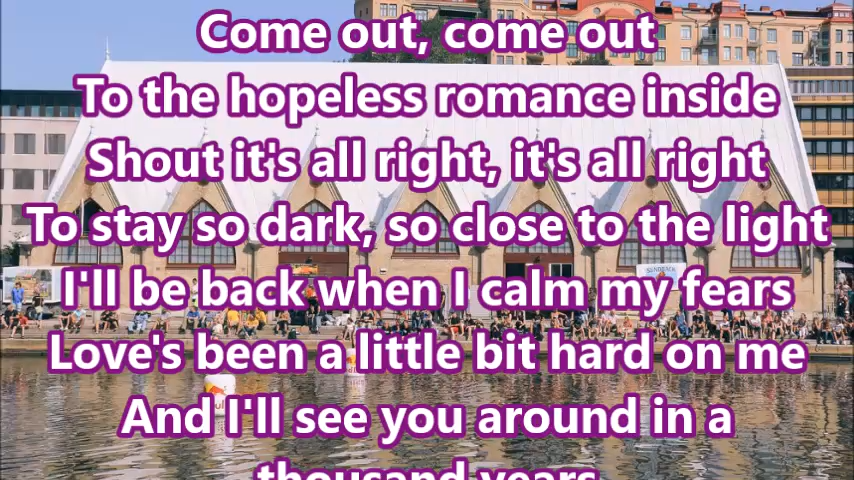 Come out, come out
To the hopeless romance inside
Shout it's all right, it's all right
To stay so dark, so close to the light
I'll be back when I calm my fears
Love's been a little bit hard on me
And I'll see you around in a
thousand years